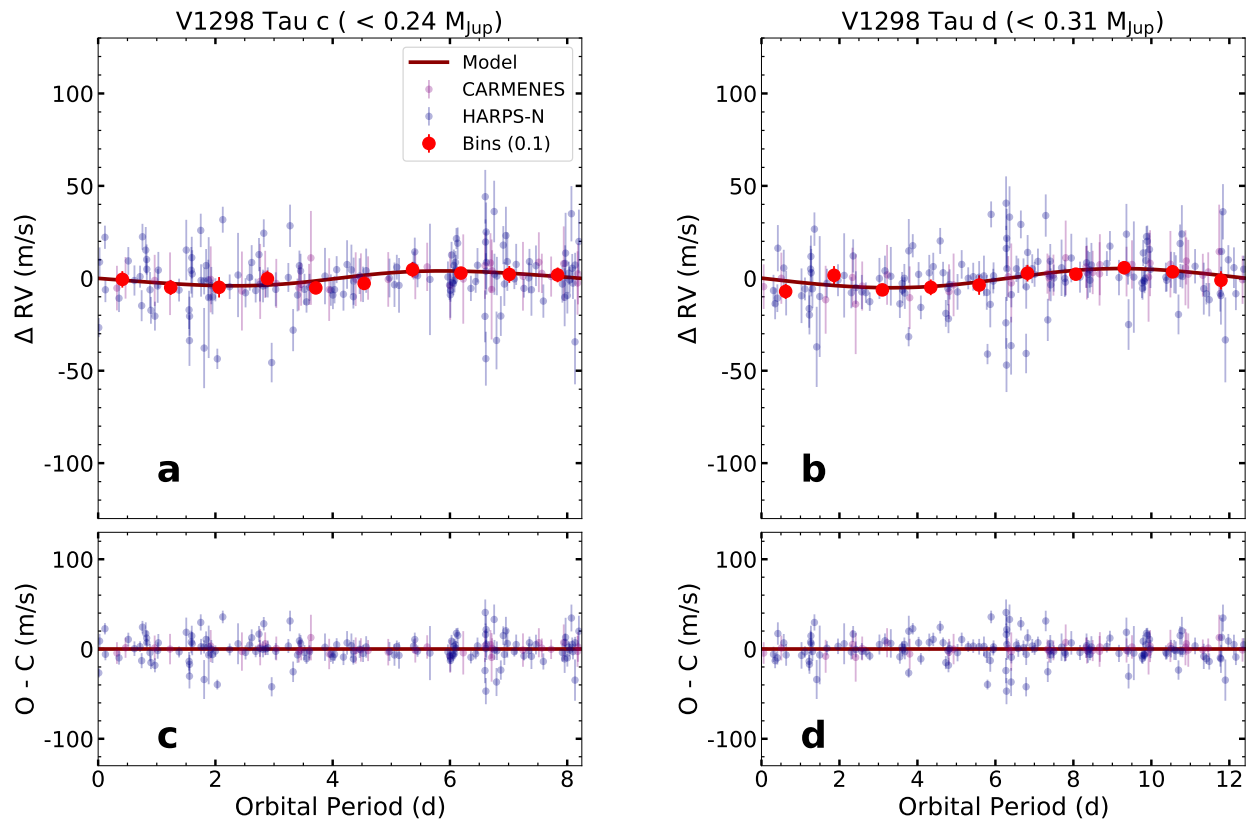 V1298 Tau c ( < 0.24 M_Jup)
Model
CARMENES
HARPS-N
Bins (0.1)
100
50
0
-50
-100
Δ RV (m/s)
a
V1298 Tau d (< 0.31 M_Jup)
100
50
0
-50
-100
Δ RV (m/s)
b
100
0
-100
O - C (m/s)
c
0 2 4 6 8
Orbital Period (d)
100
0
-100
O - C (m/s)
d
0 2 4 6 8 10 12
Orbital Period (d)